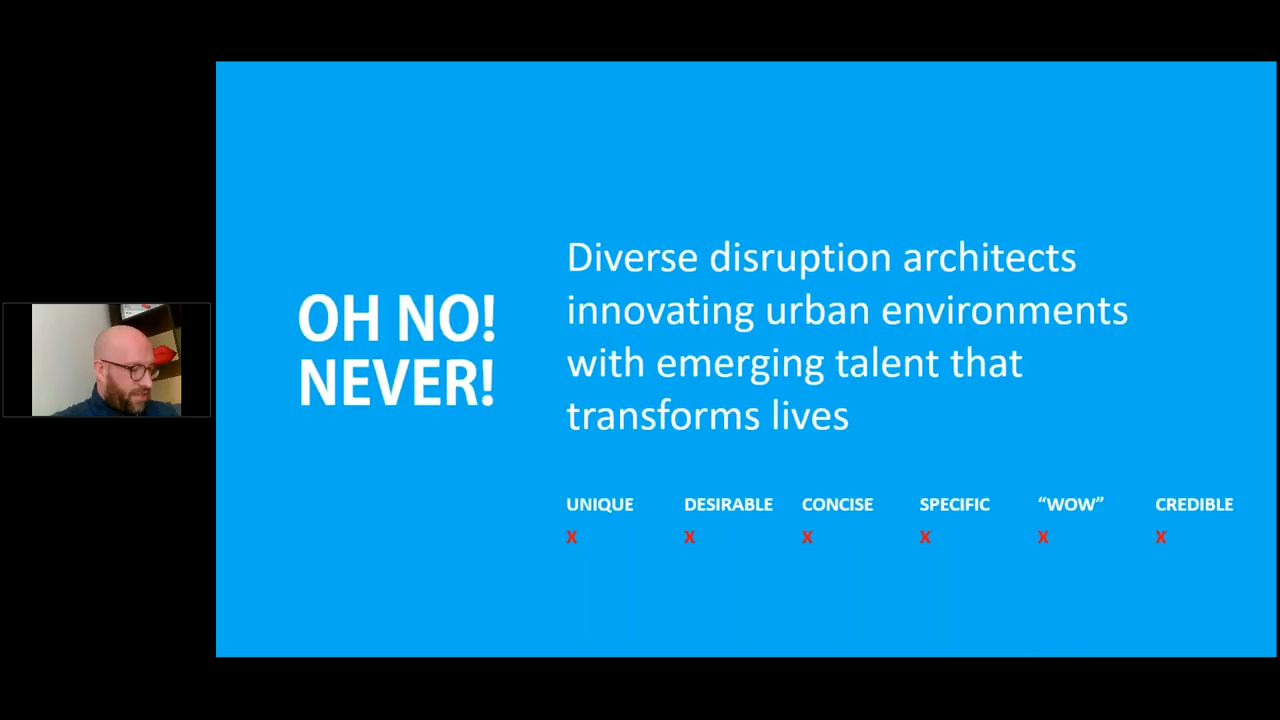 OH NO!
NEVER!
Diverse disruption architects
innovating urban environments
with emerging talent that
transforms lives
UNIQUE DESIRABLE CONCISE SPECIFIC “WOW” CREDIBLE
X X X X X X